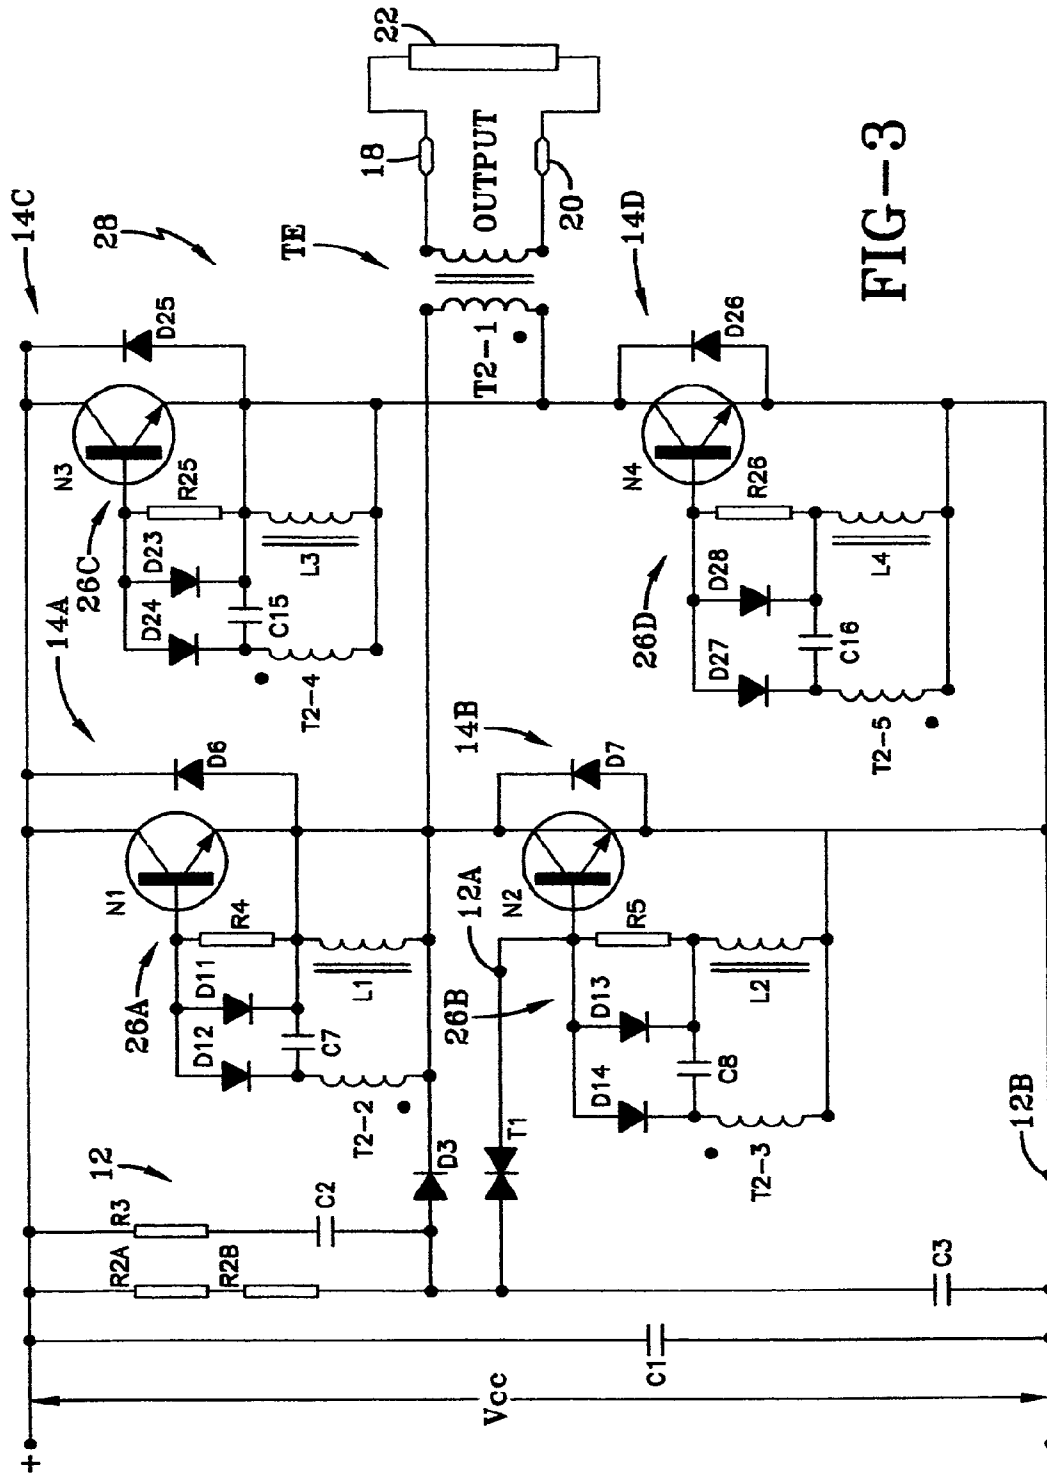 +
Vcc
C1
12
R2A
R2B
R3
C2
C3
D3
T1
12A
12B
14A
26A
N1
R4
D6
D11
D12
C7
L1
T2-2
14B
26B
N2
R5
D7
D13
D14
C8
L2
T2-3
14C
26C
N3
R25
D25
D23
D24
C15
L3
T2-4
14D
26D
N4
R26
D26
D28
D27
C16
L4
T2-5
28
TE
T2-1
18
OUTPUT
20
22
FIG-3